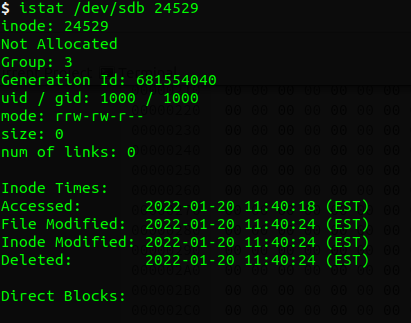 $ istat /dev/sdb 24529
inode: 24529
Not Allocated
Group: 3
Generation Id: 681554040
uid / gid: 1000 / 1000
mode: rrw-rw-r--
size: 0
num of links: 0
Inode Times:
Accessed: 2022-01-20 11:40:18 (EST)
File Modified: 2022-01-20 11:40:24 (EST)
Inode Modified: 2022-01-20 11:40:24 (EST)
Deleted: 2022-01-20 11:40:24 (EST)
Direct Blocks: